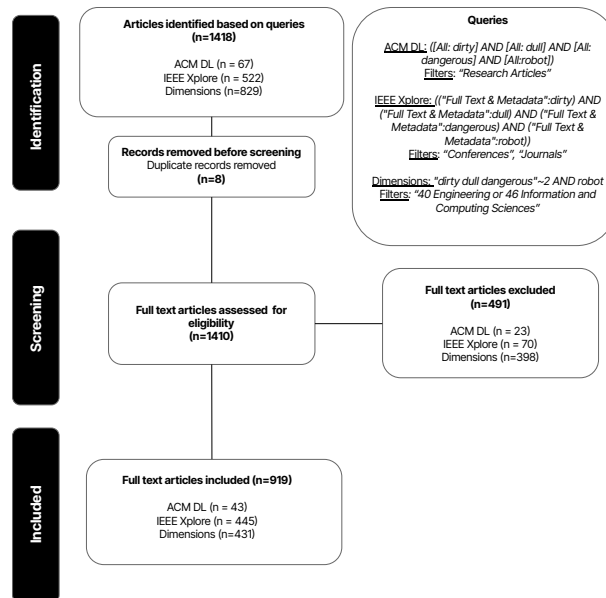 Identification
Articles identified based on queries
(n=1418)
ACM DL (n = 67)
IEEE Xplore (n = 522)
Dimensions (n=829)
Records removed before screening
Duplicate records removed
(n=8)
Queries
ACM DL: ([All: dirty] AND [All: dull] AND [All:
dangerous] AND [All:robot])
Filters: “Research Articles”
IEEE Xplore: (("Full Text & Metadata":dirty) AND
("Full Text & Metadata":dull) AND ("Full Text &
Metadata":dangerous) AND ("Full Text &
Metadata":robot))
Filters: “Conferences”, “Journals”
Dimensions: "dirty dull dangerous"~2 AND robot
Filters: “40 Engineering or 46 Information and
Computing Sciences”
Screening
Full text articles assessed for
eligibility
(n=1410)
Full text articles excluded
(n=491)
ACM DL (n = 23)
IEEE Xplore (n = 70)
Dimensions (n=398)
Included
Full text articles included (n=919)
ACM DL (n = 43)
IEEE Xplore (n = 445)
Dimensions (n=431)